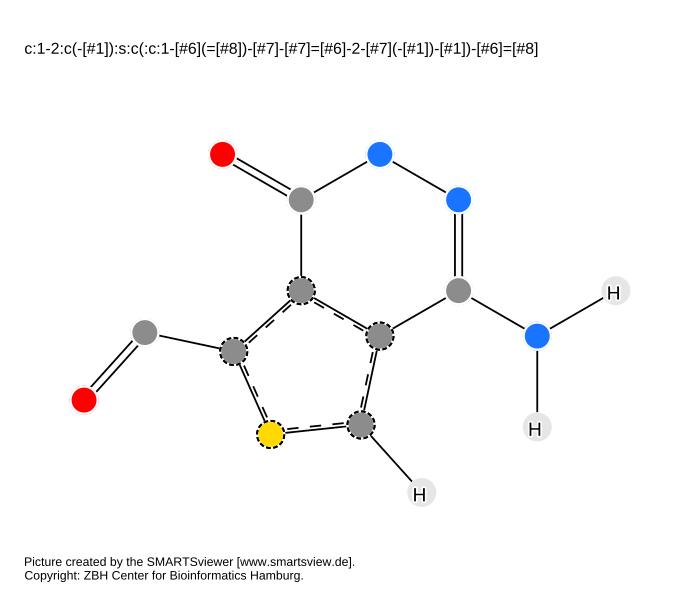 c:1-2:c(-[#1]):s:c(:c:1-[#6](=[#8])-[#7]-[#7]=[#6]-2-[#7](-[#1])-[#1])-[#6]=[#8]
H
H
H
Picture created by the SMARTSviewer [www.smartsview.de].
Copyright: ZBH Center for Bioinformatics Hamburg.